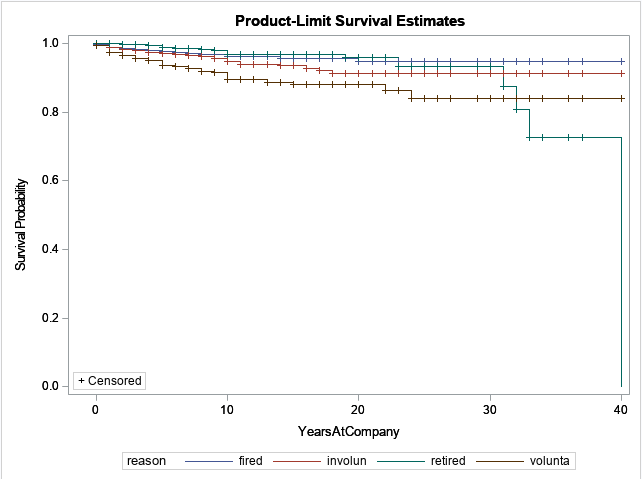 Product-Limit Survival Estimates
1.0
0.8
0.6
0.4
0.2
0.0
Survival Probability
+ Censored
0 10 20 30 40
YearsAtCompany
reason fired involun retired volunta